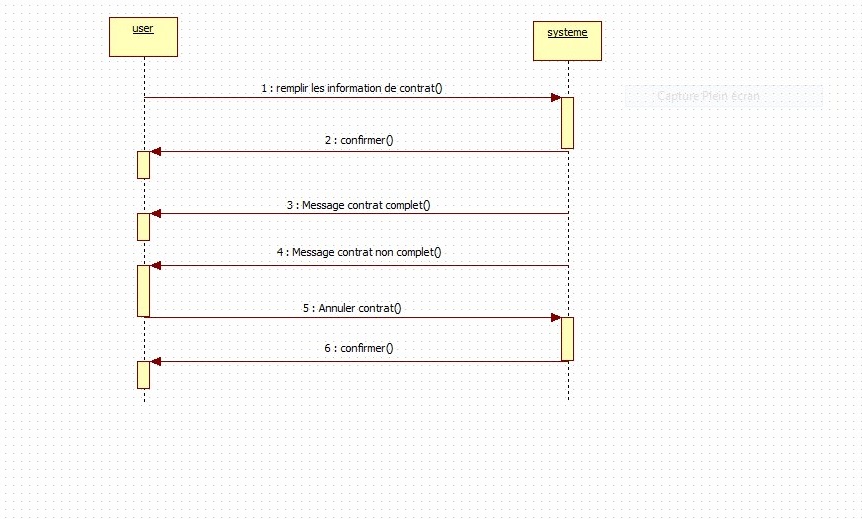 user
systeme
1 : remplir les information de contrat()
Capture Plein écran
2 : confirmer()
3 : Message contrat complet()
4 : Message contrat non complet()
5 : Annuler contrat()
6 : confirmer()